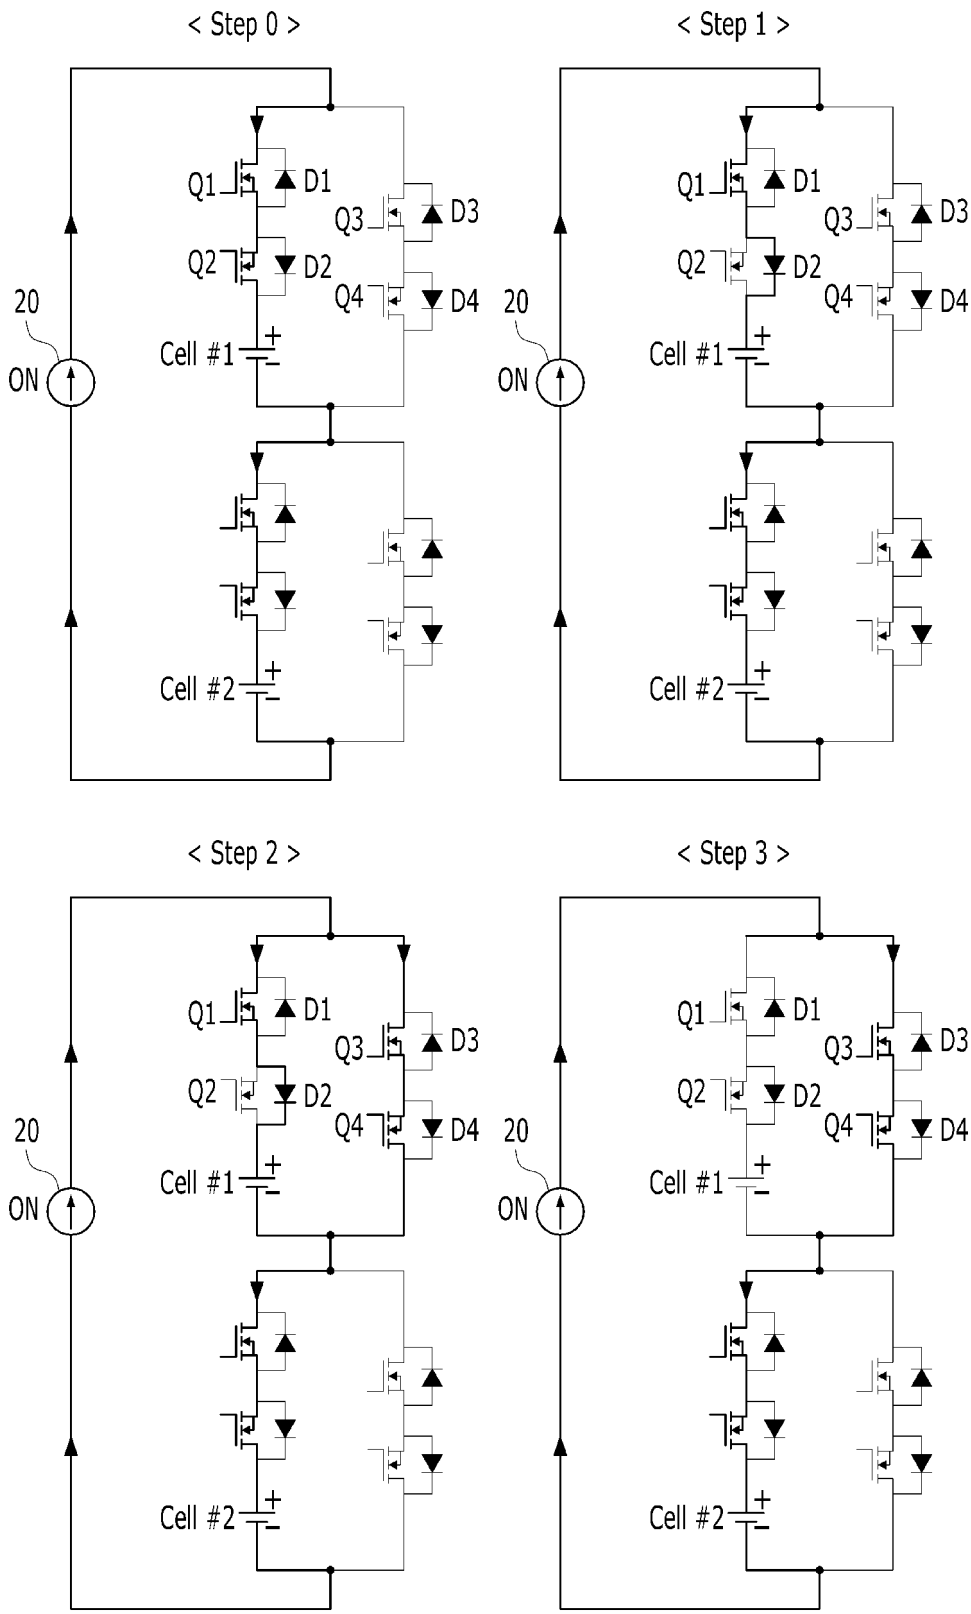 < Step 0 >
Q1
D1
Q3
D3
Q2
D2
Q4
D4
20
Cell #1
+
−
ON
Cell #2
+
−
< Step 1 >
Q1
D1
Q3
D3
Q2
D2
Q4
D4
20
Cell #1
+
−
ON
Cell #2
+
−
< Step 2 >
Q1
D1
Q3
D3
Q2
D2
Q4
D4
20
Cell #1
+
−
ON
Cell #2
+
−
< Step 3 >
Q1
D1
Q3
D3
Q2
D2
Q4
D4
20
Cell #1
+
−
ON
Cell #2
+
−